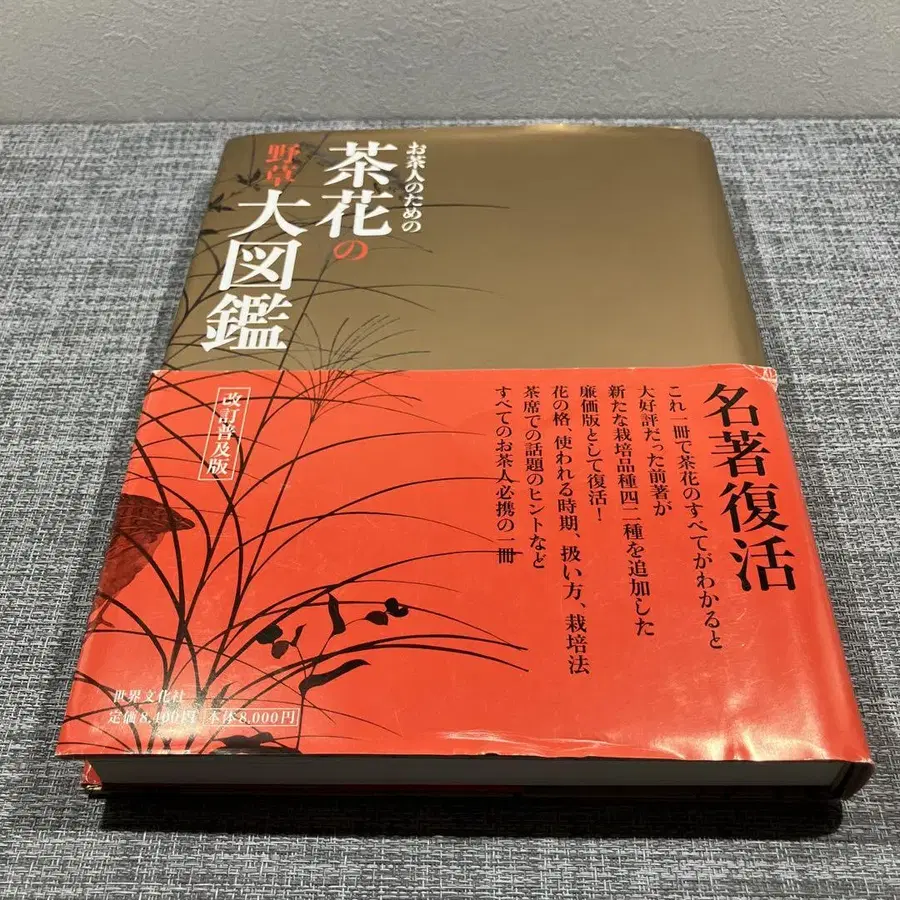 お茶人のための
茶花の
野草大図鑑
改訂普及版
名著復活
これ一冊で茶花のすべてがわかると
大好評だった前著が
新たな栽培品種四二種を追加した
廉価版として復活!
花の格、使われる時期、扱い方、栽培法
茶席での話題のヒントなど
すべてのお茶人必携の一冊
世界文化社
定価8,400円 本体8,000円